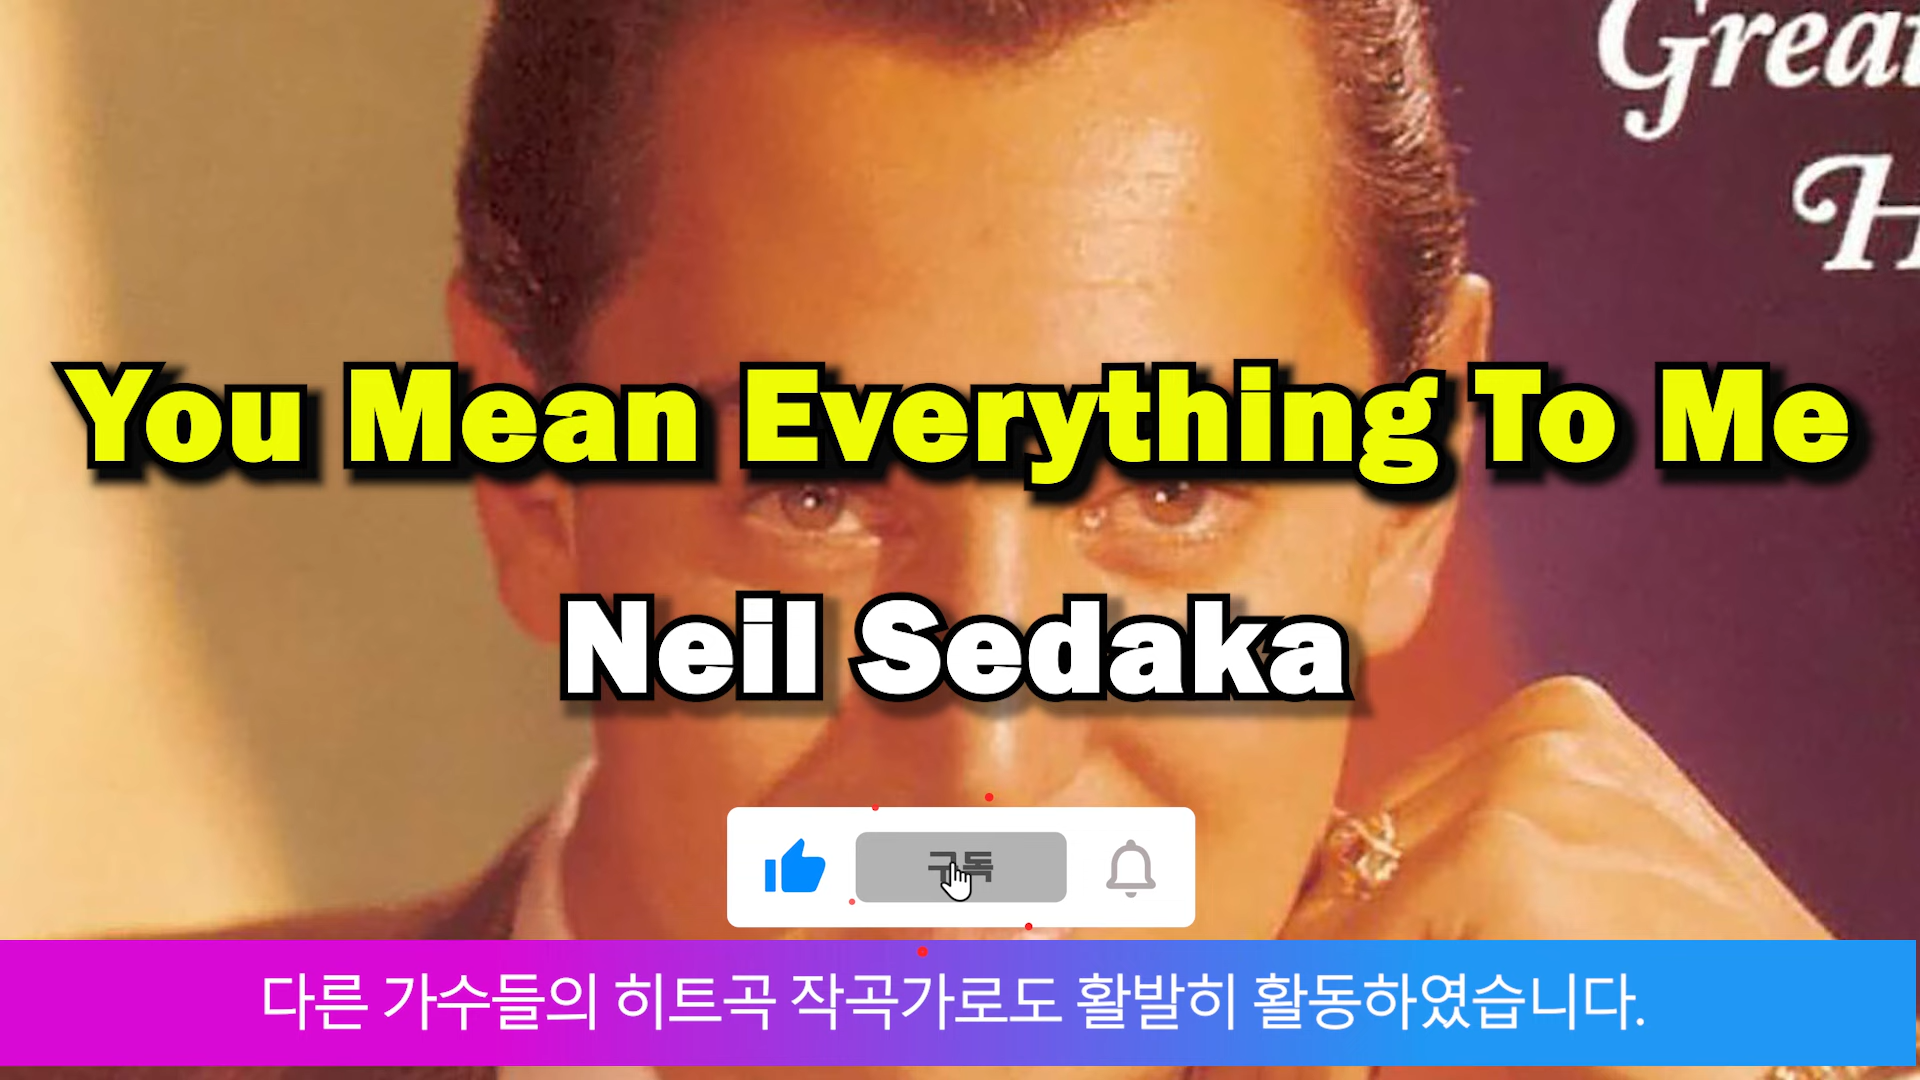 Great
H
You Mean Everything To Me
Neil Sedaka
구독
다른 가수들의 히트곡 작곡가로도 활발히 활동하였습니다.